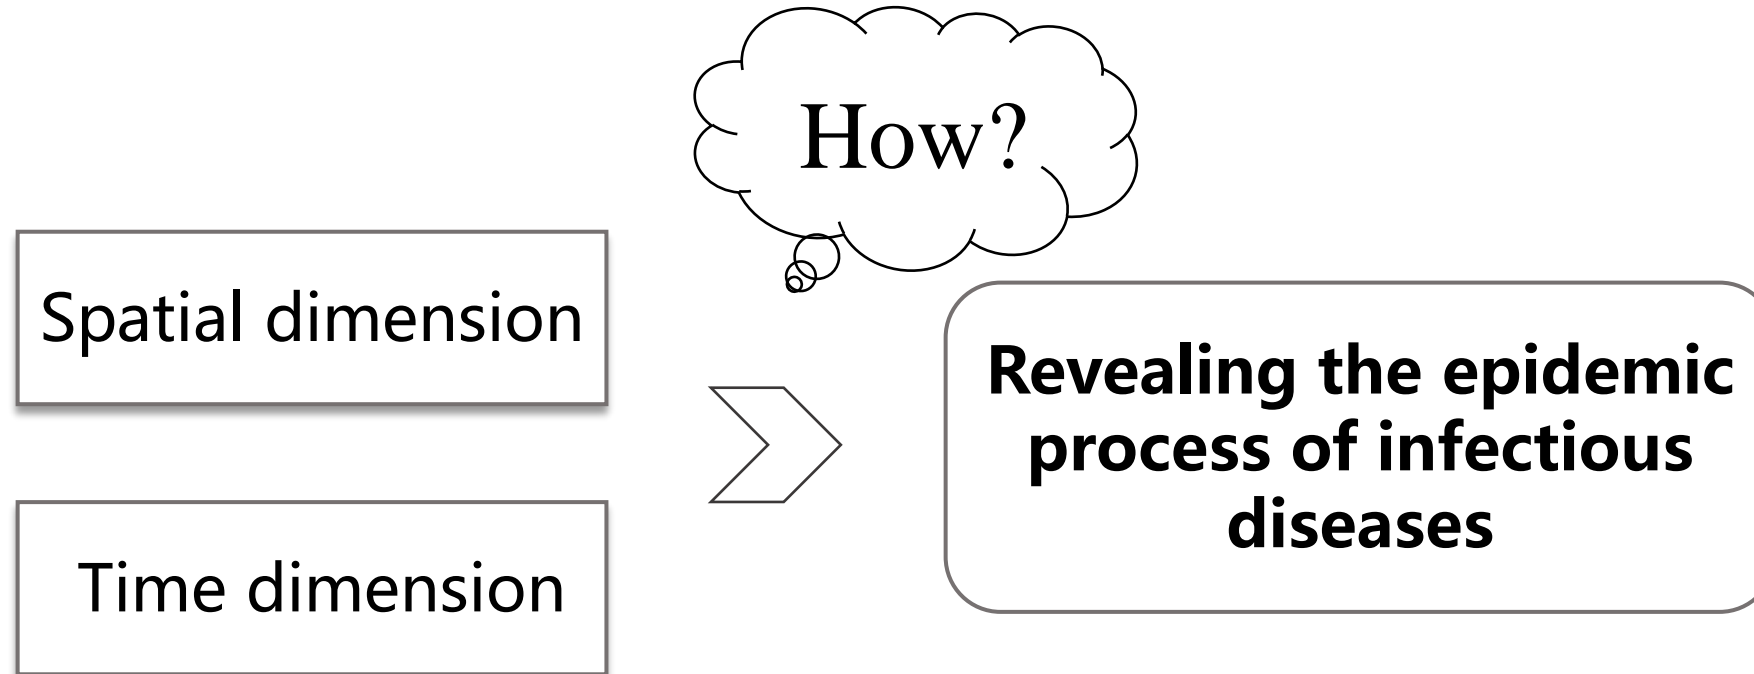 How?
Spatial dimension
Time dimension
Revealing the epidemic
process of infectious
diseases